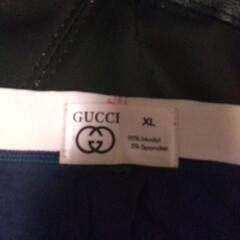 GUCCI XL
95% Modal
5% Spandex